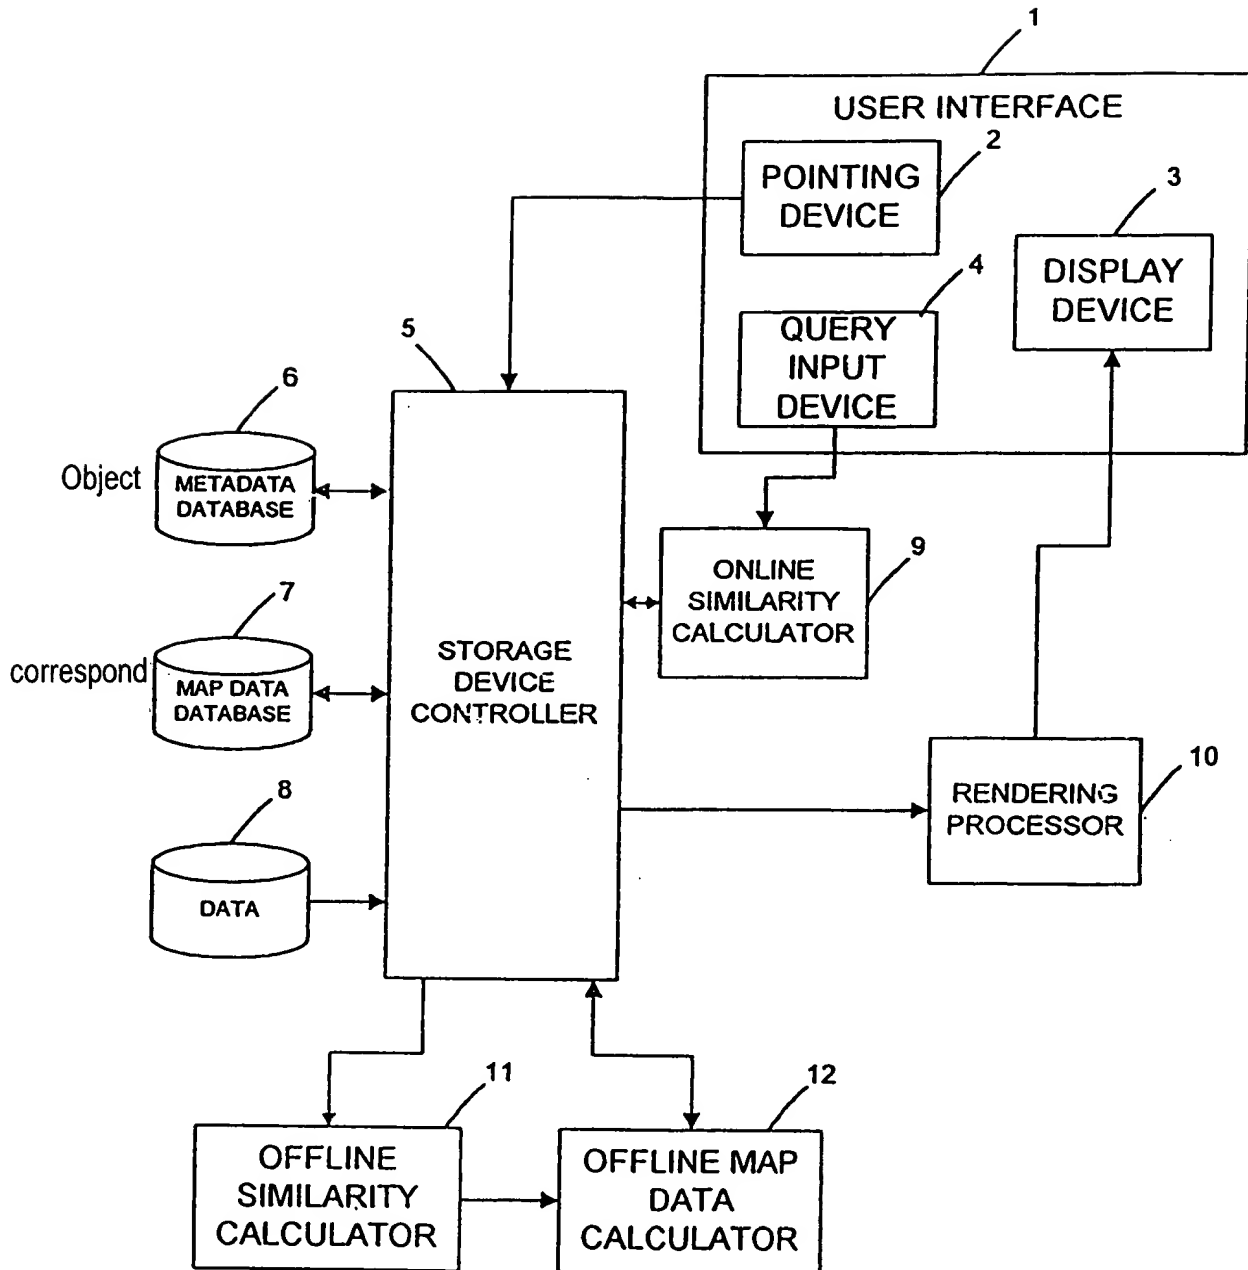 1
USER INTERFACE
2
POINTING
DEVICE
3
DISPLAY
DEVICE
4
QUERY
INPUT
DEVICE
5
6
Object
METADATA
DATABASE
9
ONLINE
SIMILARITY
CALCULATOR
7
correspond
MAP DATA
DATABASE
STORAGE
DEVICE
CONTROLLER
10
RENDERING
PROCESSOR
8
DATA
11
OFFLINE
SIMILARITY
CALCULATOR
12
OFFLINE MAP
DATA
CALCULATOR